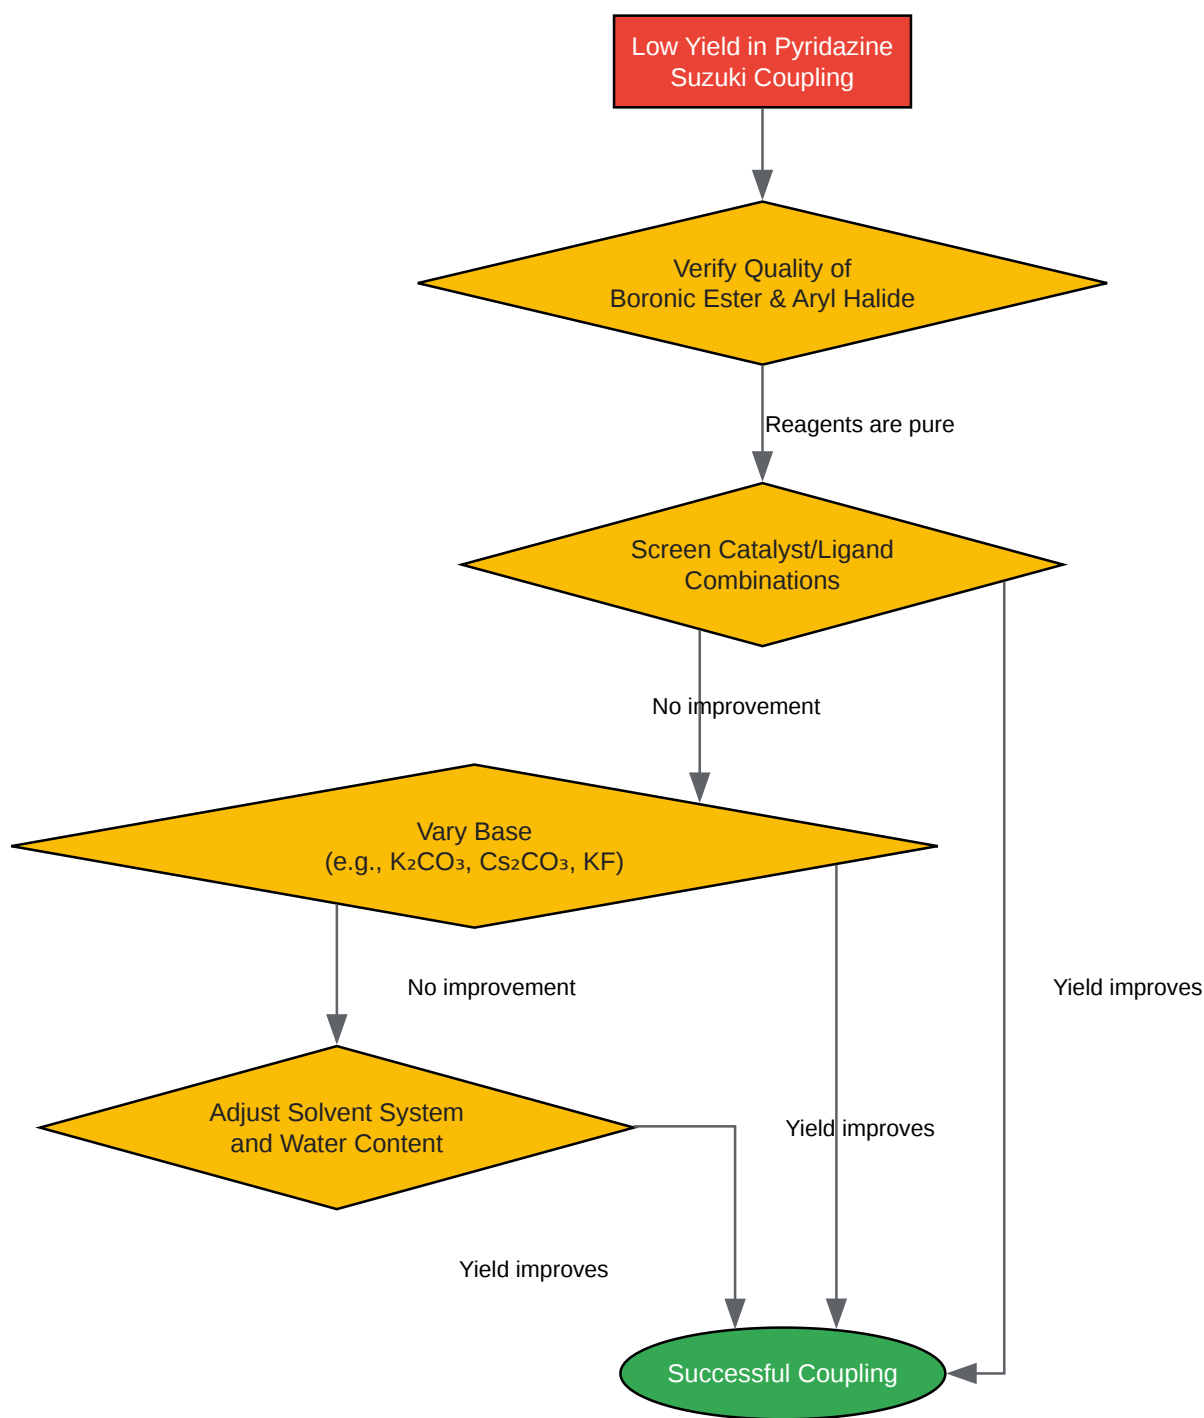 Low Yield in Pyridazine
Suzuki Coupling
Verify Quality of
Boronic Ester & Aryl Halide
Reagents are pure
Screen Catalyst/Ligand
Combinations
No improvement
Vary Base
(e.g., K₂CO₃, Cs₂CO₃, KF)
No improvement
Yield improves
Adjust Solvent System
and Water Content
Yield improves
Yield improves
Successful Coupling